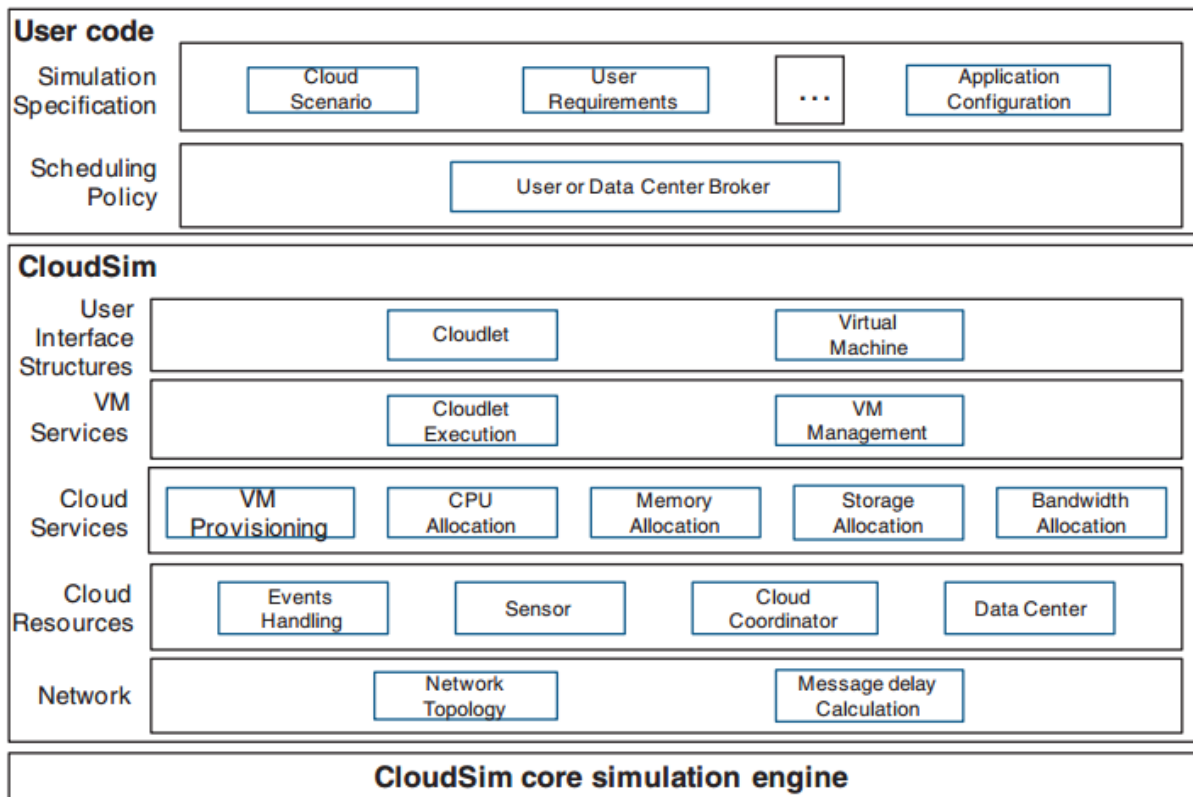 User code
Simulation
Specification
Cloud
Scenario
User
Requirements
...
Application
Configuration
Scheduling
Policy
User or Data Center Broker
CloudSim
User
Interface
Structures
Cloudlet
Virtual
Machine
VM
Services
Cloudlet
Execution
VM
Management
Cloud
Services
VM
Provisioning
CPU
Allocation
Memory
Allocation
Storage
Allocation
Bandwidth
Allocation
Cloud
Resources
Events
Handling
Sensor
Cloud
Coordinator
Data Center
Network
Network
Topology
Message delay
Calculation
CloudSim core simulation engine